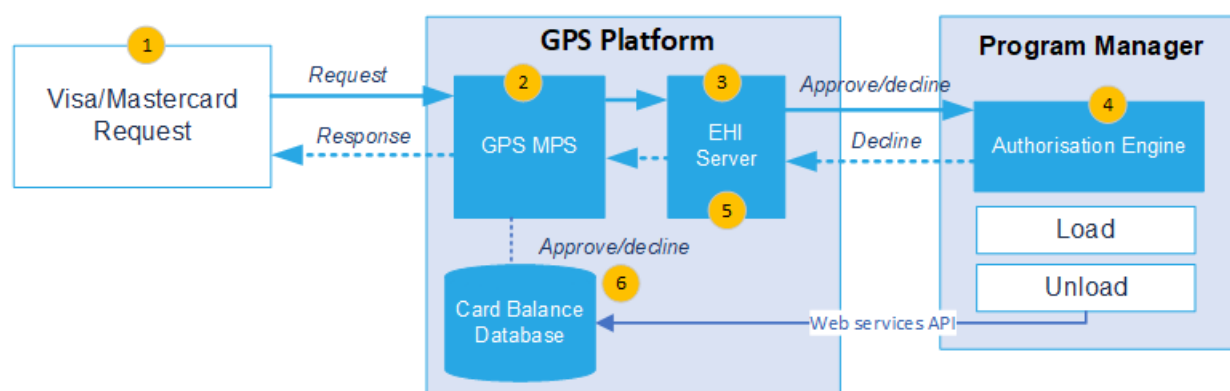 1
Visa/Mastercard
Request
Request
Response
GPS Platform
2
GPS MPS
3
EHI
Server
5
Approve/decline
6
Card Balance
Database
Approve/decline
Decline
Program Manager
4
Authorisation Engine
Load
Unload
Web services API